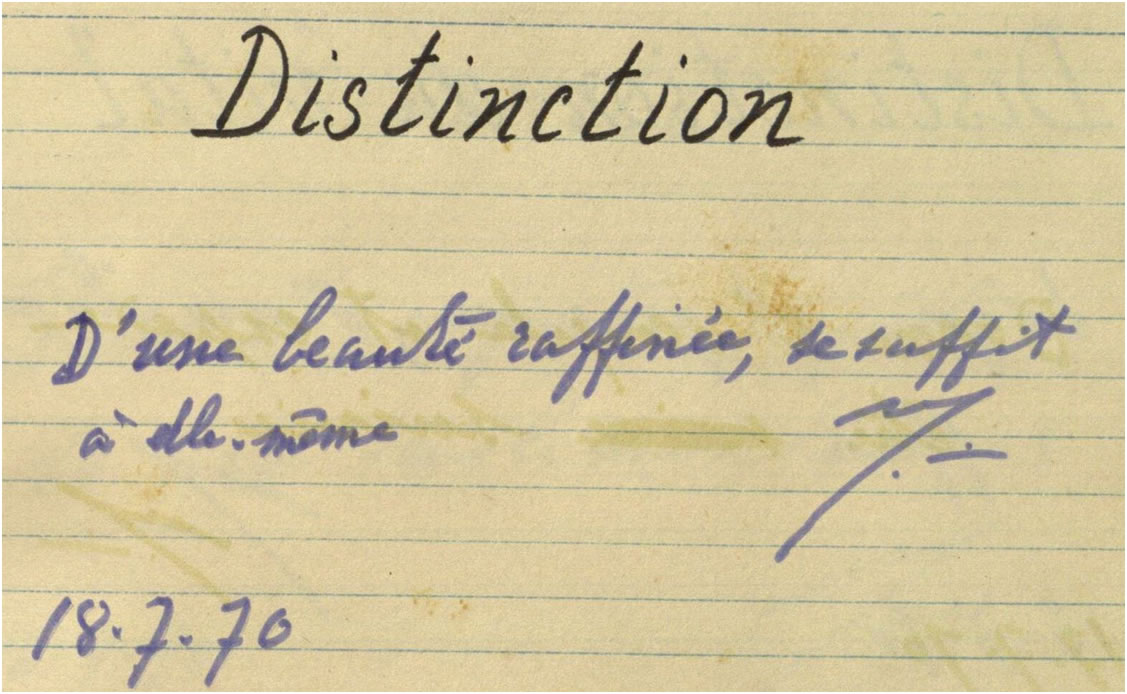 Distinction
D'une beauté raffinée, se suffit
à elle-même
18.7.70